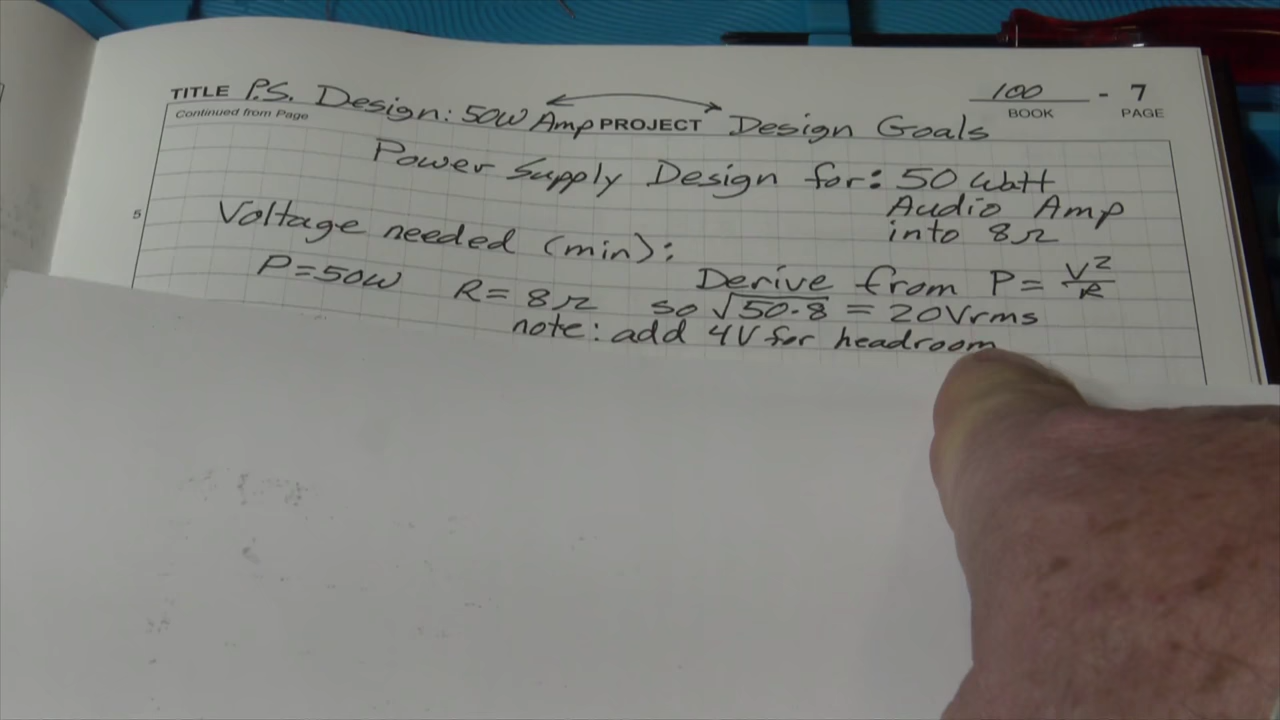 TITLE P.S. Design: 50W Amp PROJECT Design Goals 100 - 7
Continued from Page BOOK PAGE
Power Supply Design for: 50 Watt
Audio Amp
into 8Ω
5
Voltage needed (min):
P=50W R=8Ω Derive from P=V²/R
so √50·8 = 20Vrms
note: add 4V for headroom